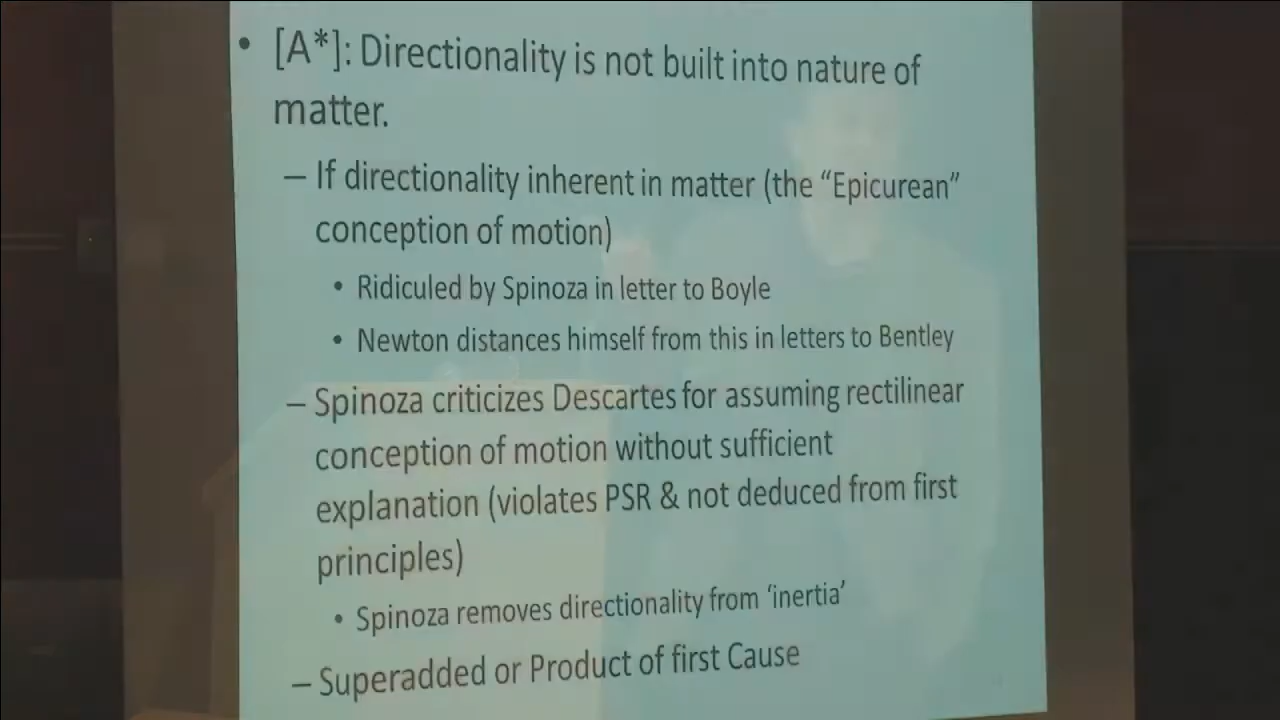 • [A*]: Directionality is not built into nature of
matter.
– If directionality inherent in matter (the “Epicurean”
conception of motion)
• Ridiculed by Spinoza in letter to Boyle
• Newton distances himself from this in letters to Bentley
– Spinoza criticizes Descartes for assuming rectilinear
conception of motion without sufficient
explanation (violates PSR & not deduced from first
principles)
• Spinoza removes directionality from ‘inertia’
– Superadded or Product of first Cause